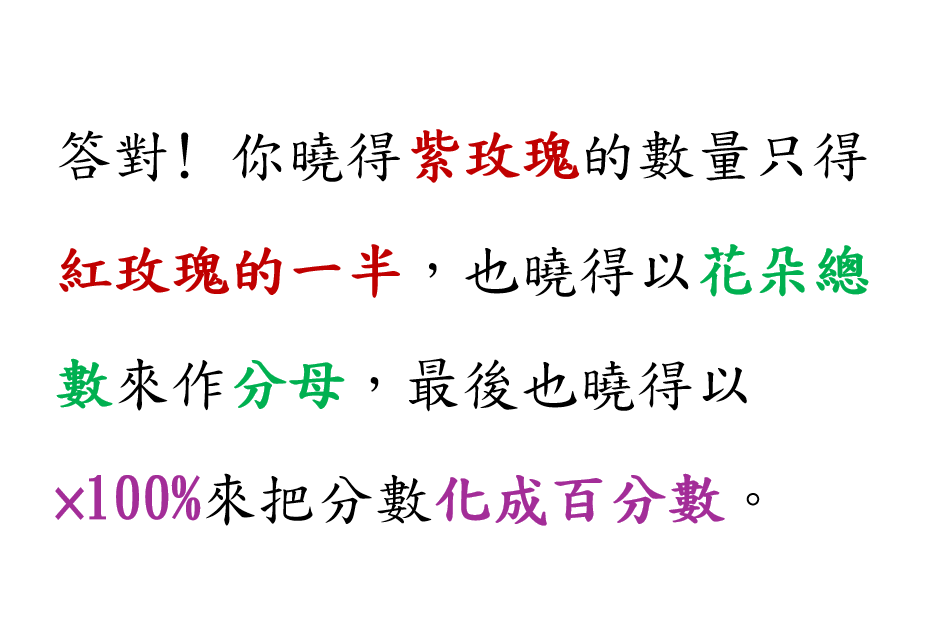 答對! 你曉得紫玫瑰的數量只得
紅玫瑰的一半，也曉得以花朵總
數來作分母，最後也曉得以
×100%來把分數化成百分數。